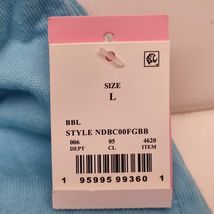 SIZE
L
BBL
STYLE NDBC00FGBB
006 05 4620
DEPT CL ITEM
1 95995 99360 1